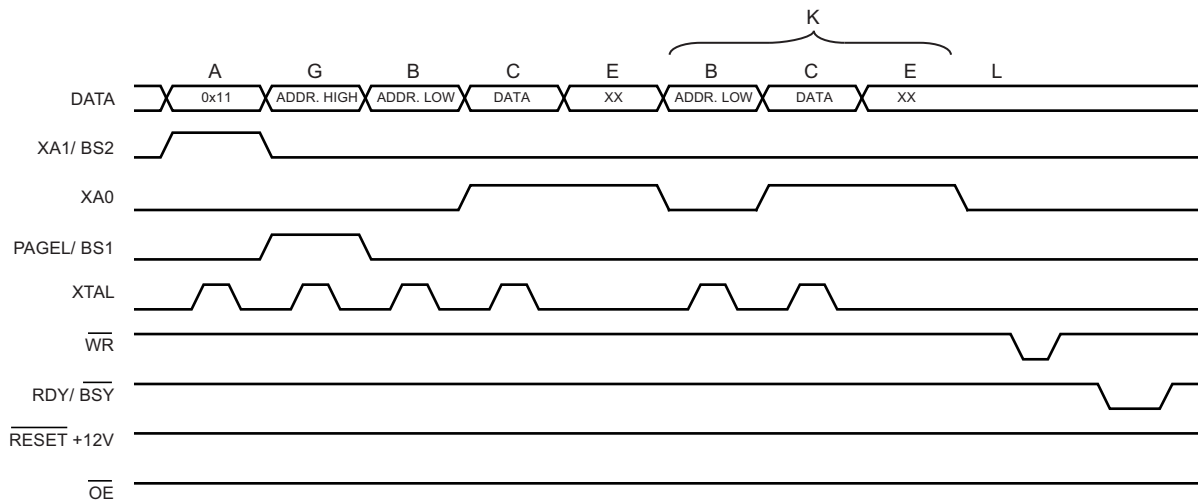 K
A G B C E B C E L
DATA 0x11 ADDR. HIGH ADDR. LOW DATA XX ADDR. LOW DATA XX
XA1/ BS2
XA0
PAGEL/ BS1
XTAL
WR
RDY/ BSY
RESET +12V
OE